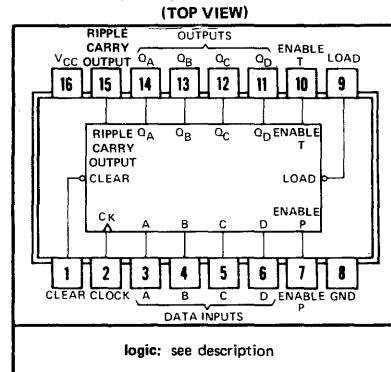 (TOP VIEW)
RIPPLE CARRY OUTPUT
OUTPUTS
VCC QA QB QC QD ENABLE T LOAD
16 15 14 13 12 11 10 9
RIPPLE CARRY OUTPUT QA QB QC QD ENABLE T
CLEAR LOAD
CK A B C D ENABLE P
1 2 3 4 5 6 7 8
CLEAR CLOCK A B C D ENABLE P GND
DATA INPUTS
logic: see description